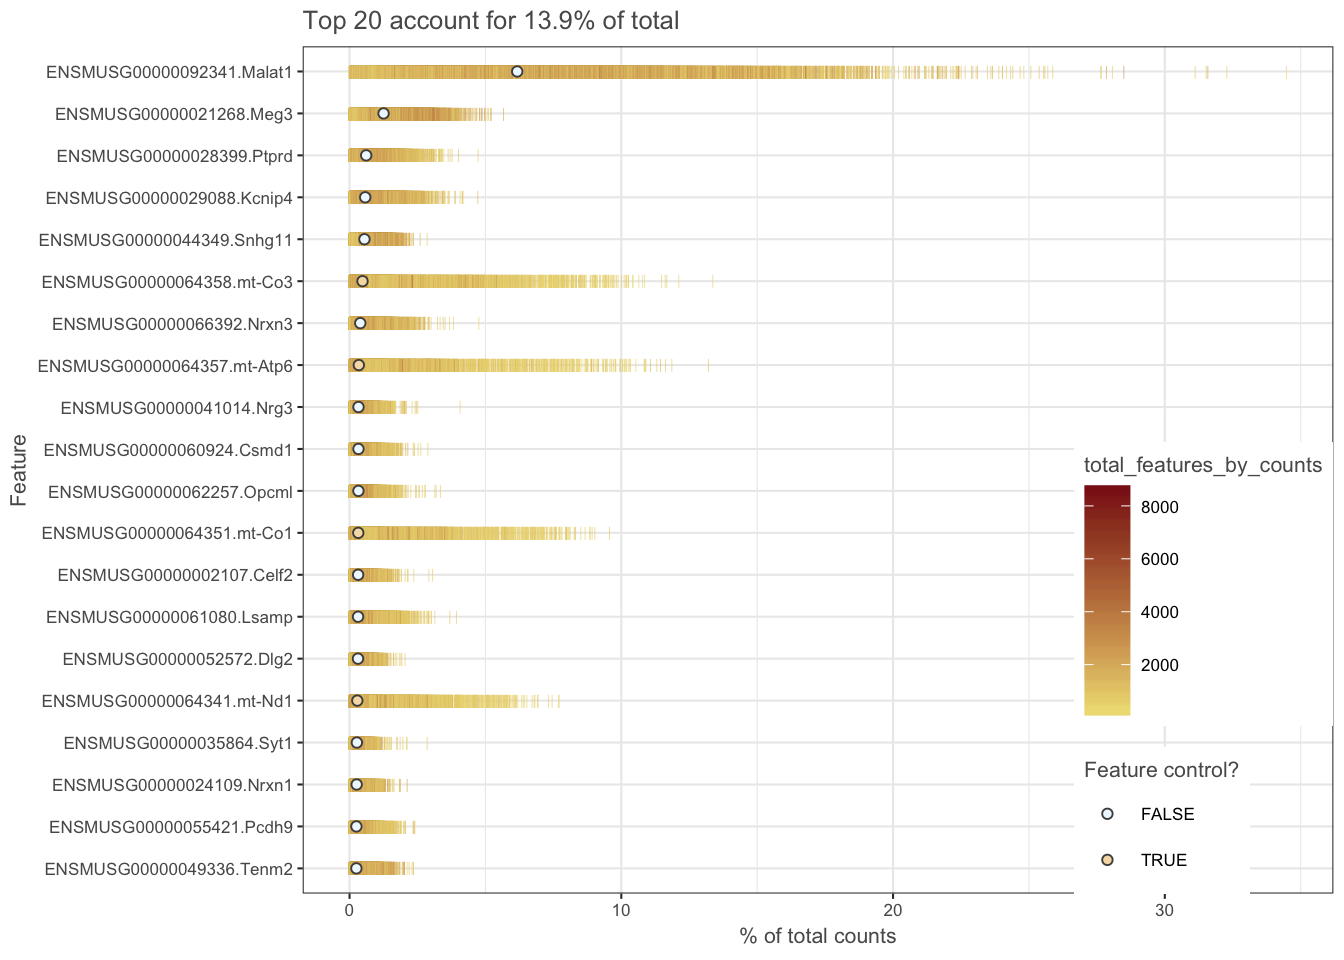 Top 20 account for 13.9% of total
Feature
ENSMUSG00000092341.Malat1
ENSMUSG00000021268.Meg3
ENSMUSG00000028399.Ptprd
ENSMUSG00000029088.Kcnip4
ENSMUSG00000044349.Snhg11
ENSMUSG00000064358.mt-Co3
ENSMUSG00000066392.Nrxn3
ENSMUSG00000064357.mt-Atp6
ENSMUSG00000041014.Nrg3
ENSMUSG00000060924.Csmd1
ENSMUSG00000062257.Opcml
ENSMUSG00000064351.mt-Co1
ENSMUSG00000002107.Celf2
ENSMUSG00000061080.Lsamp
ENSMUSG00000052572.Dlg2
ENSMUSG00000064341.mt-Nd1
ENSMUSG00000035864.Syt1
ENSMUSG00000024109.Nrxn1
ENSMUSG00000055421.Pcdh9
ENSMUSG00000049336.Tenm2
0 10 20 30
% of total counts
total_features_by_counts
8000
6000
4000
2000
Feature control?
FALSE
TRUE